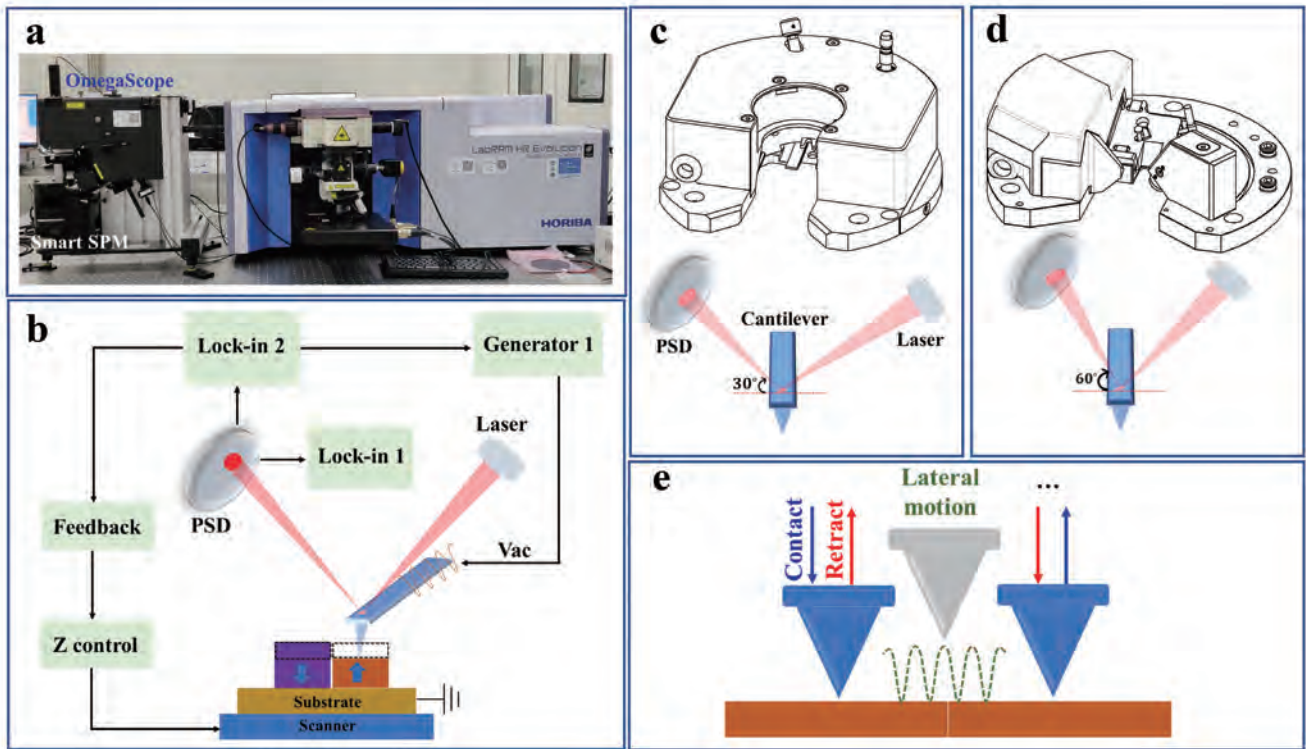 a
OmegaScope
LabRAM HR Evolution
HORIBA
Smart SPM
b
Lock-in 2
Generator 1
Laser
Lock-in 1
PSD
Feedback
Vac
Z control
Substrate
Scanner
c
Cantilever
PSD
Laser
30°
d
60°
e
Lateral
motion
...
Contact
Retract